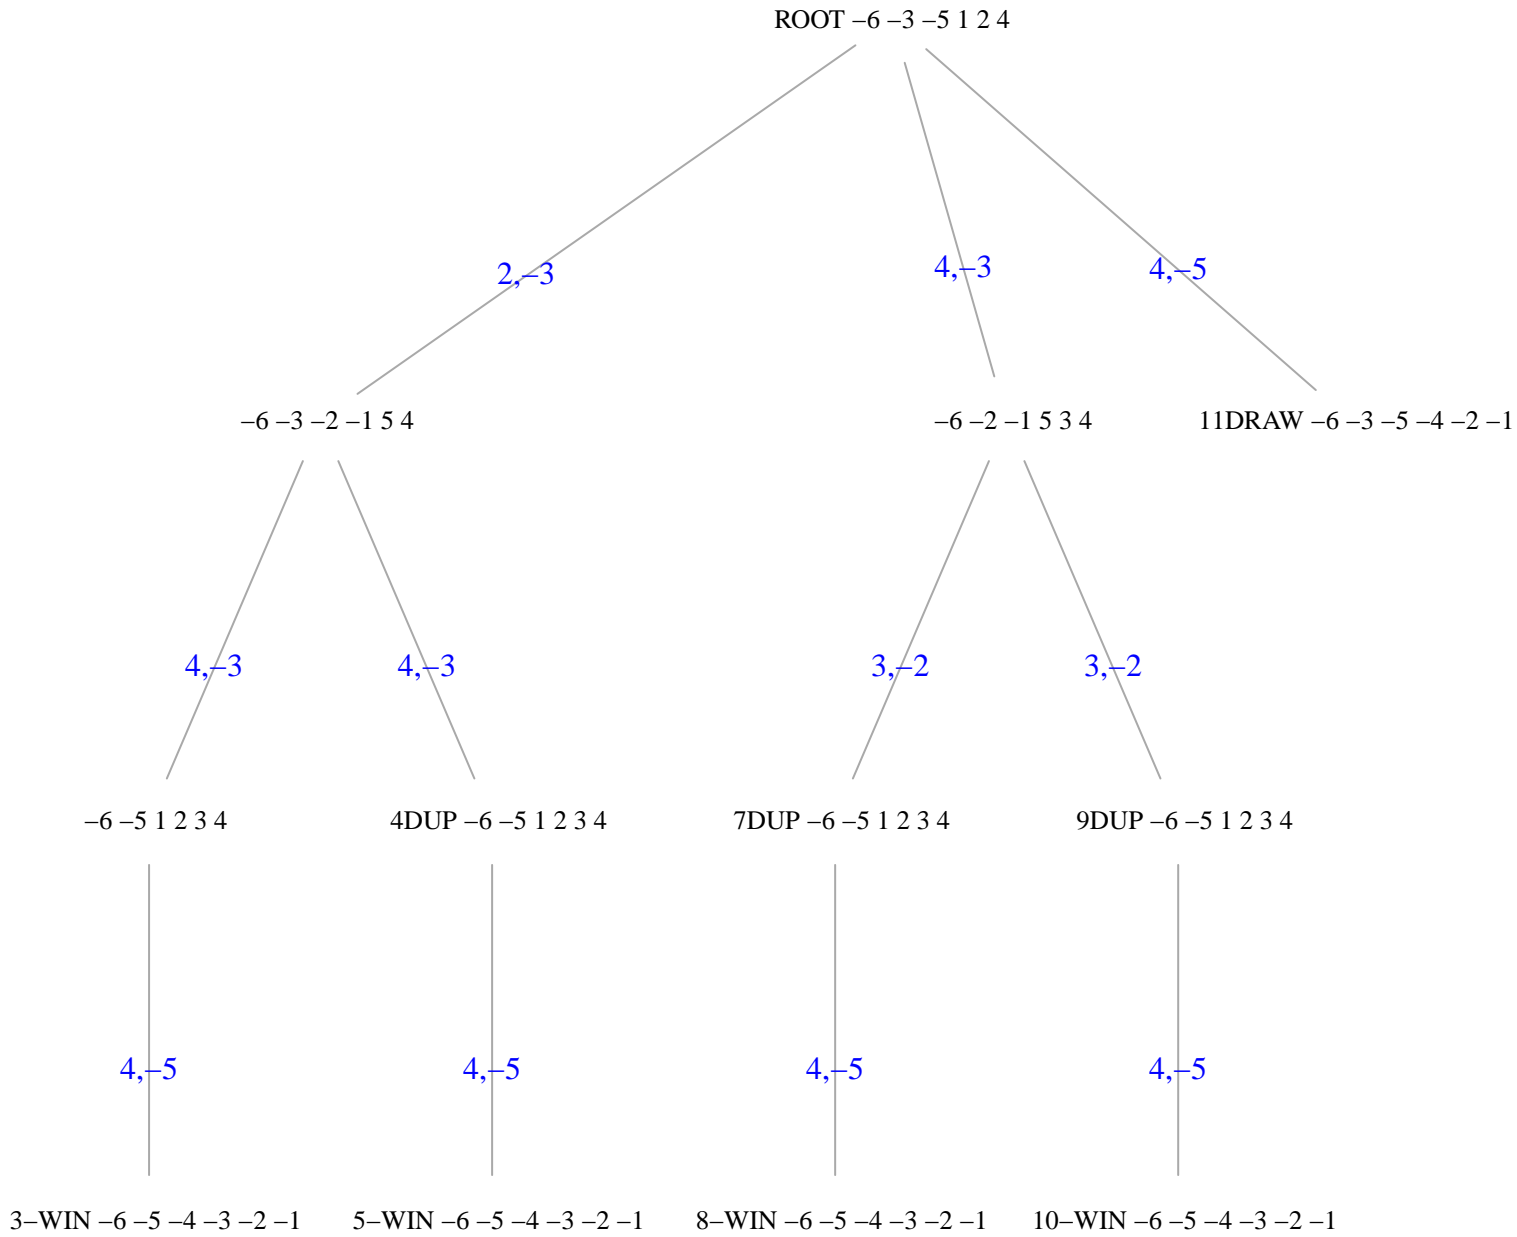 ROOT –6 –3 –5 1 2 4
2,–3
4,–3
4,–5
–6 –3 –2 –1 5 4
–6 –2 –1 5 3 4
11DRAW –6 –3 –5 –4 –2 –1
4,–3
4,–3
3,–2
3,–2
–6 –5 1 2 3 4
4DUP –6 –5 1 2 3 4
7DUP –6 –5 1 2 3 4
9DUP –6 –5 1 2 3 4
4,–5
4,–5
4,–5
4,–5
3–WIN –6 –5 –4 –3 –2 –1
5–WIN –6 –5 –4 –3 –2 –1
8–WIN –6 –5 –4 –3 –2 –1
10–WIN –6 –5 –4 –3 –2 –1